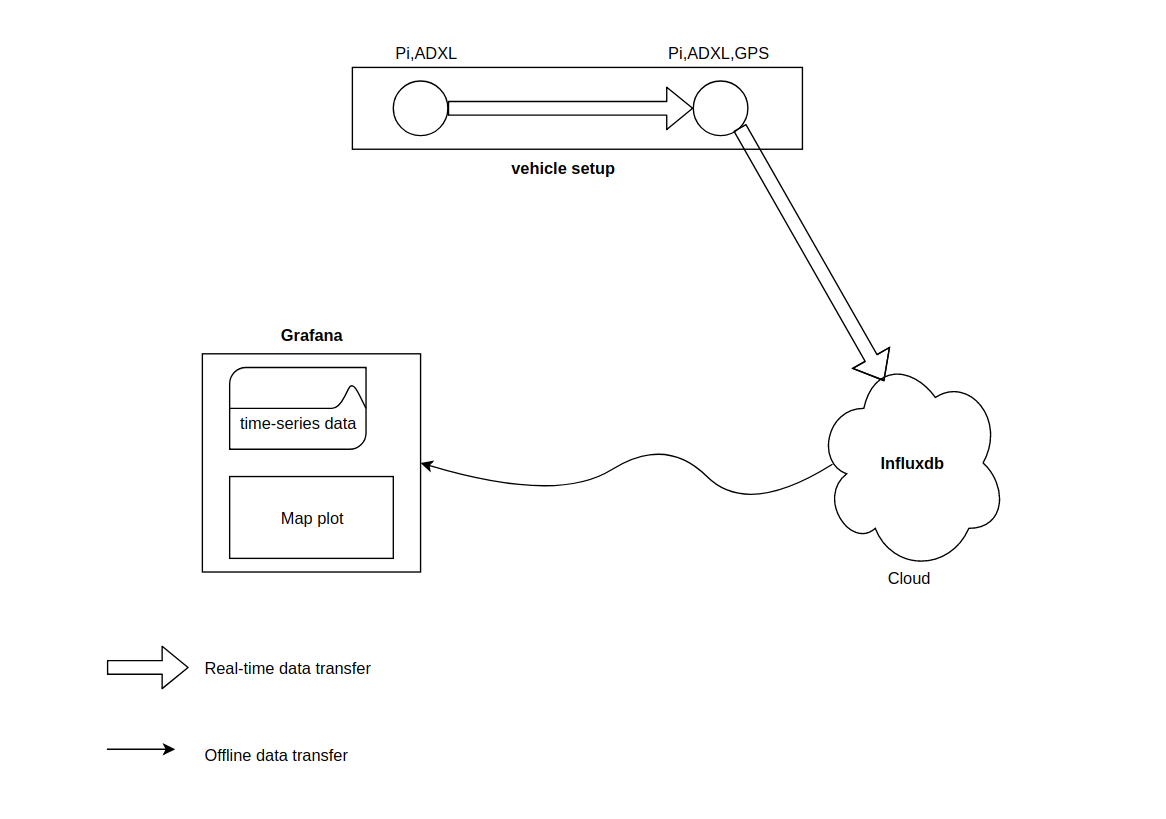 Pi,ADXL
Pi,ADXL,GPS
vehicle setup
Grafana
time-series data
Influxdb
Map plot
Cloud
Real-time data transfer
Offline data transfer